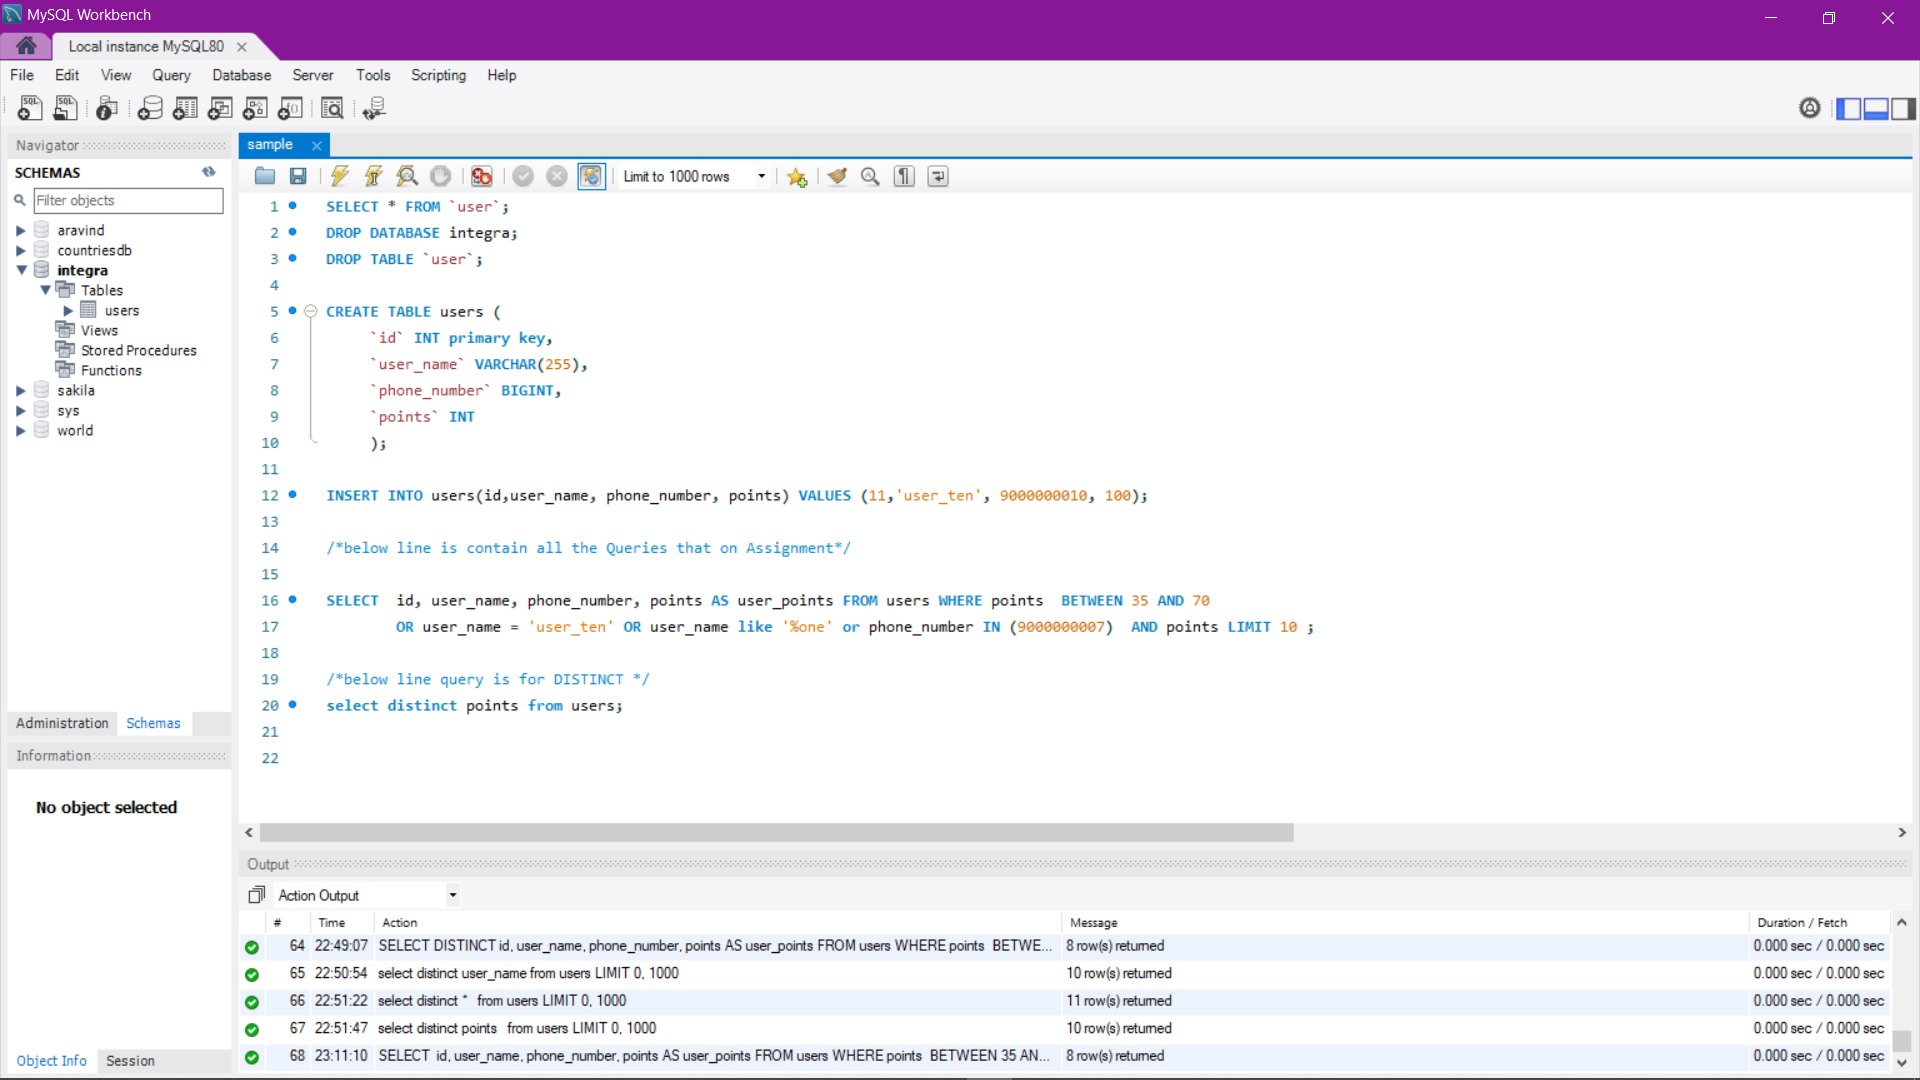 MySQL Workbench
Local instance MySQL80
File Edit View Query Database Server Tools Scripting Help
Navigator
SCHEMAS
Filter objects
aravind
countriesdb
integra
Tables
users
Views
Stored Procedures
Functions
sakila
sys
world
Administration Schemas
Information
No object selected
Object Info Session
sample
Limit to 1000 rows
1 SELECT * FROM `user`;
2 DROP DATABASE integra;
3 DROP TABLE `user`;
4
5 CREATE TABLE users (
6 `id` INT primary key,
7 `user_name` VARCHAR(255),
8 `phone_number` BIGINT,
9 `points` INT
10 );
11
12 INSERT INTO users(id,user_name, phone_number, points) VALUES (11,'user_ten', 9000000010, 100);
13
14 /*below line is contain all the Queries that on Assignment*/
15
16 SELECT  id, user_name, phone_number, points AS user_points FROM users WHERE points  BETWEEN 35 AND 70
17 OR user_name = 'user_ten' OR user_name like '%one' or phone_number IN (9000000007)  AND points LIMIT 10 ;
18
19 /*below line query is for DISTINCT */
20 select distinct points from users;
21
22
Output
Action Output
# Time Action Message Duration / Fetch
64 22:49:07 SELECT DISTINCT id, user_name, phone_number, points AS user_points FROM users WHERE points  BETWE... 8 row(s) returned 0.000 sec / 0.000 sec
65 22:50:54 select distinct user_name from users LIMIT 0, 1000 10 row(s) returned 0.000 sec / 0.000 sec
66 22:51:22 select distinct *  from users LIMIT 0, 1000 11 row(s) returned 0.000 sec / 0.000 sec
67 22:51:47 select distinct points  from users LIMIT 0, 1000 10 row(s) returned 0.000 sec / 0.000 sec
68 23:11:10 SELECT  id, user_name, phone_number, points AS user_points FROM users WHERE points  BETWEEN 35 AN... 8 row(s) returned 0.000 sec / 0.000 sec